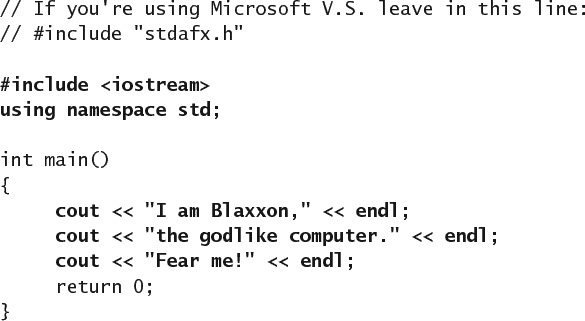 // If you're using Microsoft V.S. leave in this line:
// #include "stdafx.h"
#include <iostream>
using namespace std;
int main()
{
cout << "I am Blaxxon," << endl;
cout << "the godlike computer." << endl;
cout << "Fear me!" << endl;
return 0;
}